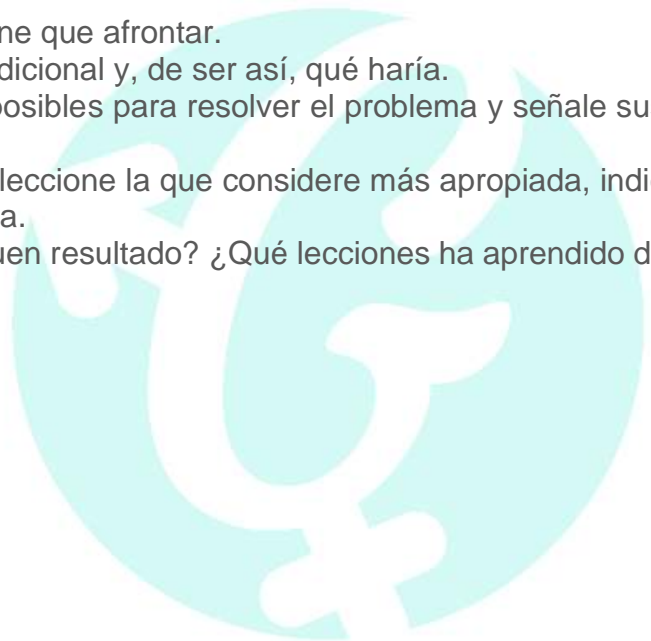 ne que afrontar.
dicional y, de ser así, qué haría.
posibles para resolver el problema y señale su
leccione la que considere más apropiada, indi
a.
uen resultado? ¿Qué lecciones ha aprendido d